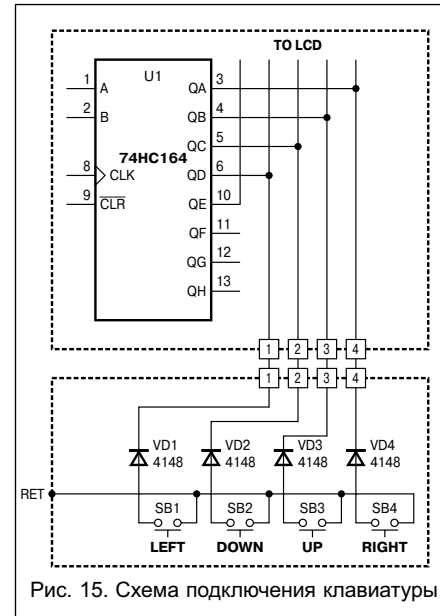 TO LCD
U1
1 A QA 3
2 B QB 4
QC 5
74HC164
8 CLK QD 6
9 CLR QE 10
QF 11
QG 12
QH 13
1 2 3 4
1 2 3 4
VD1 VD2 VD3 VD4
4148 4148 4148 4148
RET
SB1 SB2 SB3 SB4
LEFT DOWN UP RIGHT
Рис. 15. Схема подключения клавиатуры